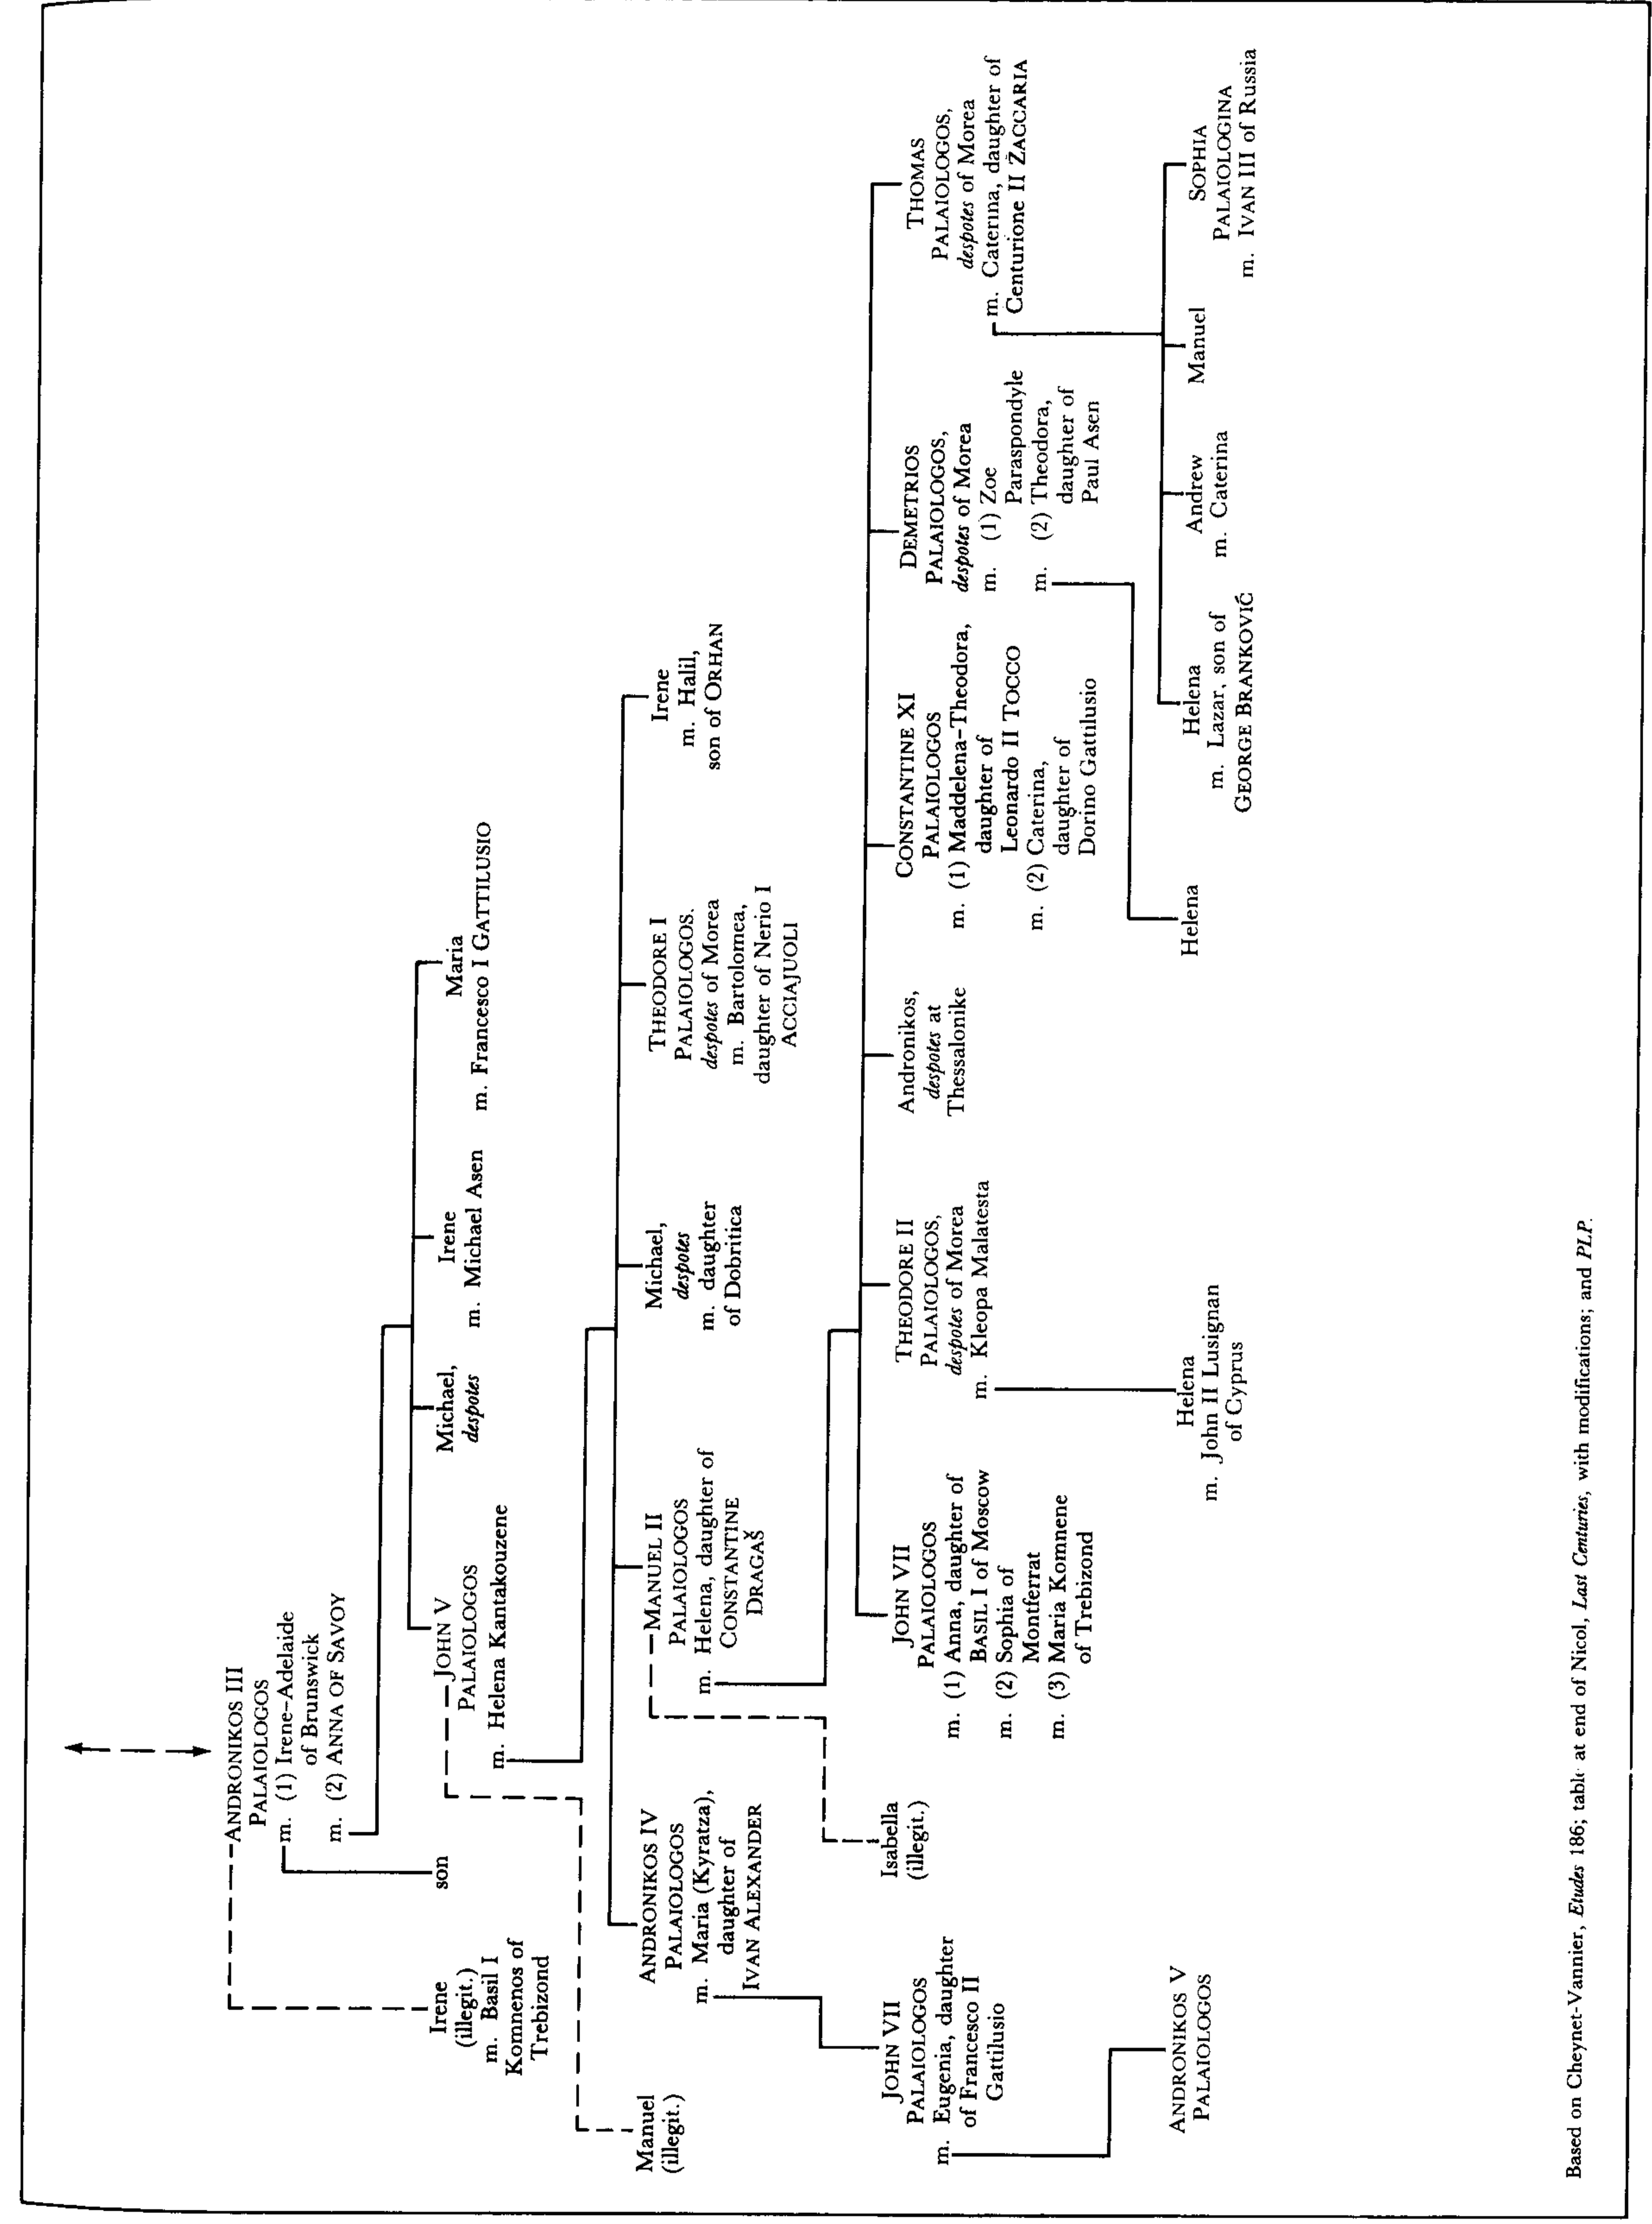 ANDRONIKOS III
PALAIOLOGOS
m. (1) Irene-Adelaide
of Brunswick
m. (2) ANNA OF SAVOY
Irene
(illegit.)
m. Basil I
Komnenos of
Trebizond
son
JOHN V
PALAIOLOGOS
m. Helena Kantakouzene
Michael,
despotes
Irene
m. Michael Asen
Maria
m. Francesco I GATTILUSIO
Manuel
(illegit.)
ANDRONIKOS IV
PALAIOLOGOS
m. Maria (Kyratza),
daughter of
IVAN ALEXANDER
MANUEL II
PALAIOLOGOS
m. Helena, daughter of
CONSTANTINE
DRAGAŠ
Michael,
despotes
m. daughter
of Dobritica
THEODORE I
PALAIOLOGOS.
despotes of Morea
m. Bartolomea,
daughter of Nerio I
ACCIAJUOLI
Irene
m. Halil,
son of ORHAN
JOHN VII
PALAIOLOGOS
m. Eugenia, daughter
of Francesco II
Gattilusio
Isabella
(illegit.)
JOHN VII
PALAIOLOGOS
m. (1) Anna, daughter of
BASIL I of Moscow
m. (2) Sophia of
Montferrat
m. (3) Maria Komnene
of Trebizond
THEODORE II
PALAIOLOGOS,
despotes of Morea
m. Kleopa Malatesta
Andronikos,
despotes at
Thessalonike
CONSTANTINE XI
PALAIOLOGOS
m. (1) Maddelena-Theodora,
daughter of
Leonardo II TOCCO
m. (2) Caterina,
daughter of
Dorino Gattilusio
DEMETRIOS
PALAIOLOGOS,
despotes of Morea
m. (1) Zoe
Paraspondyle
m. (2) Theodora,
daughter of
Paul Asen
THOMAS
PALAIOLOGOS,
despotes of Morea
m. Caterina, daughter of
Centurione II ZACCARIA
ANDRONIKOS V
PALAIOLOGOS
Helena
m. John II Lusignan
of Cyprus
Helena
Helena
m. Lazar, son of
GEORGE BRANKOVIĆ
Andrew
m. Caterina
Manuel
SOPHIA
PALAIOLOGINA
m. IVAN III of Russia
Based on Cheynet-Vannier, Etudes 186; table at end of Nicol, Last Centuries, with modifications; and PLP.